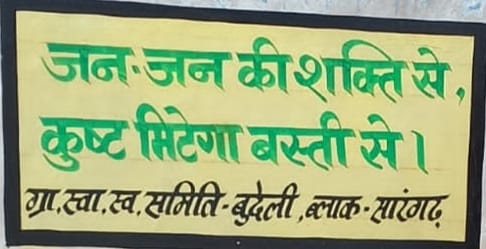 जन-जन की शक्ति से,
कुष्ट मिटेगा बस्ती से।
ग्रा.स्वा.स्व.समिति-बुदेली,ब्लाक-सारंगढ़